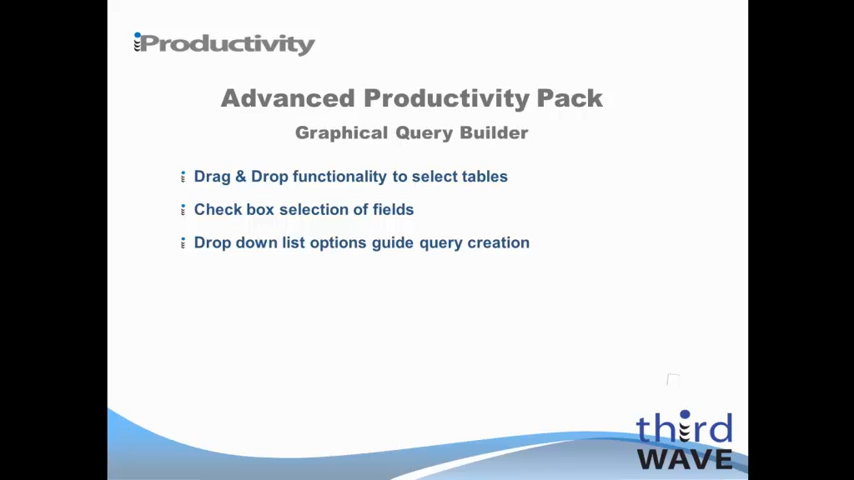 iProductivity
Advanced Productivity Pack
Graphical Query Builder
Drag & Drop functionality to select tables
Check box selection of fields
Drop down list options guide query creation
third
WAVE